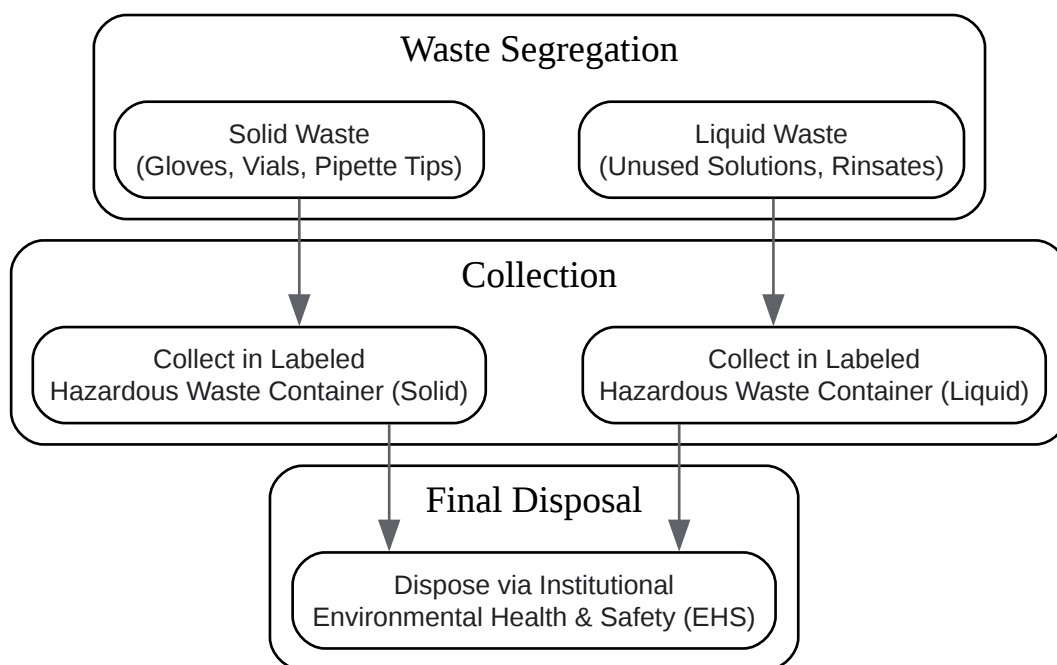 Waste Segregation
Solid Waste
(Gloves, Vials, Pipette Tips)
Liquid Waste
(Unused Solutions, Rinsates)
Collection
Collect in Labeled
Hazardous Waste Container (Solid)
Collect in Labeled
Hazardous Waste Container (Liquid)
Final Disposal
Dispose via Institutional
Environmental Health & Safety (EHS)